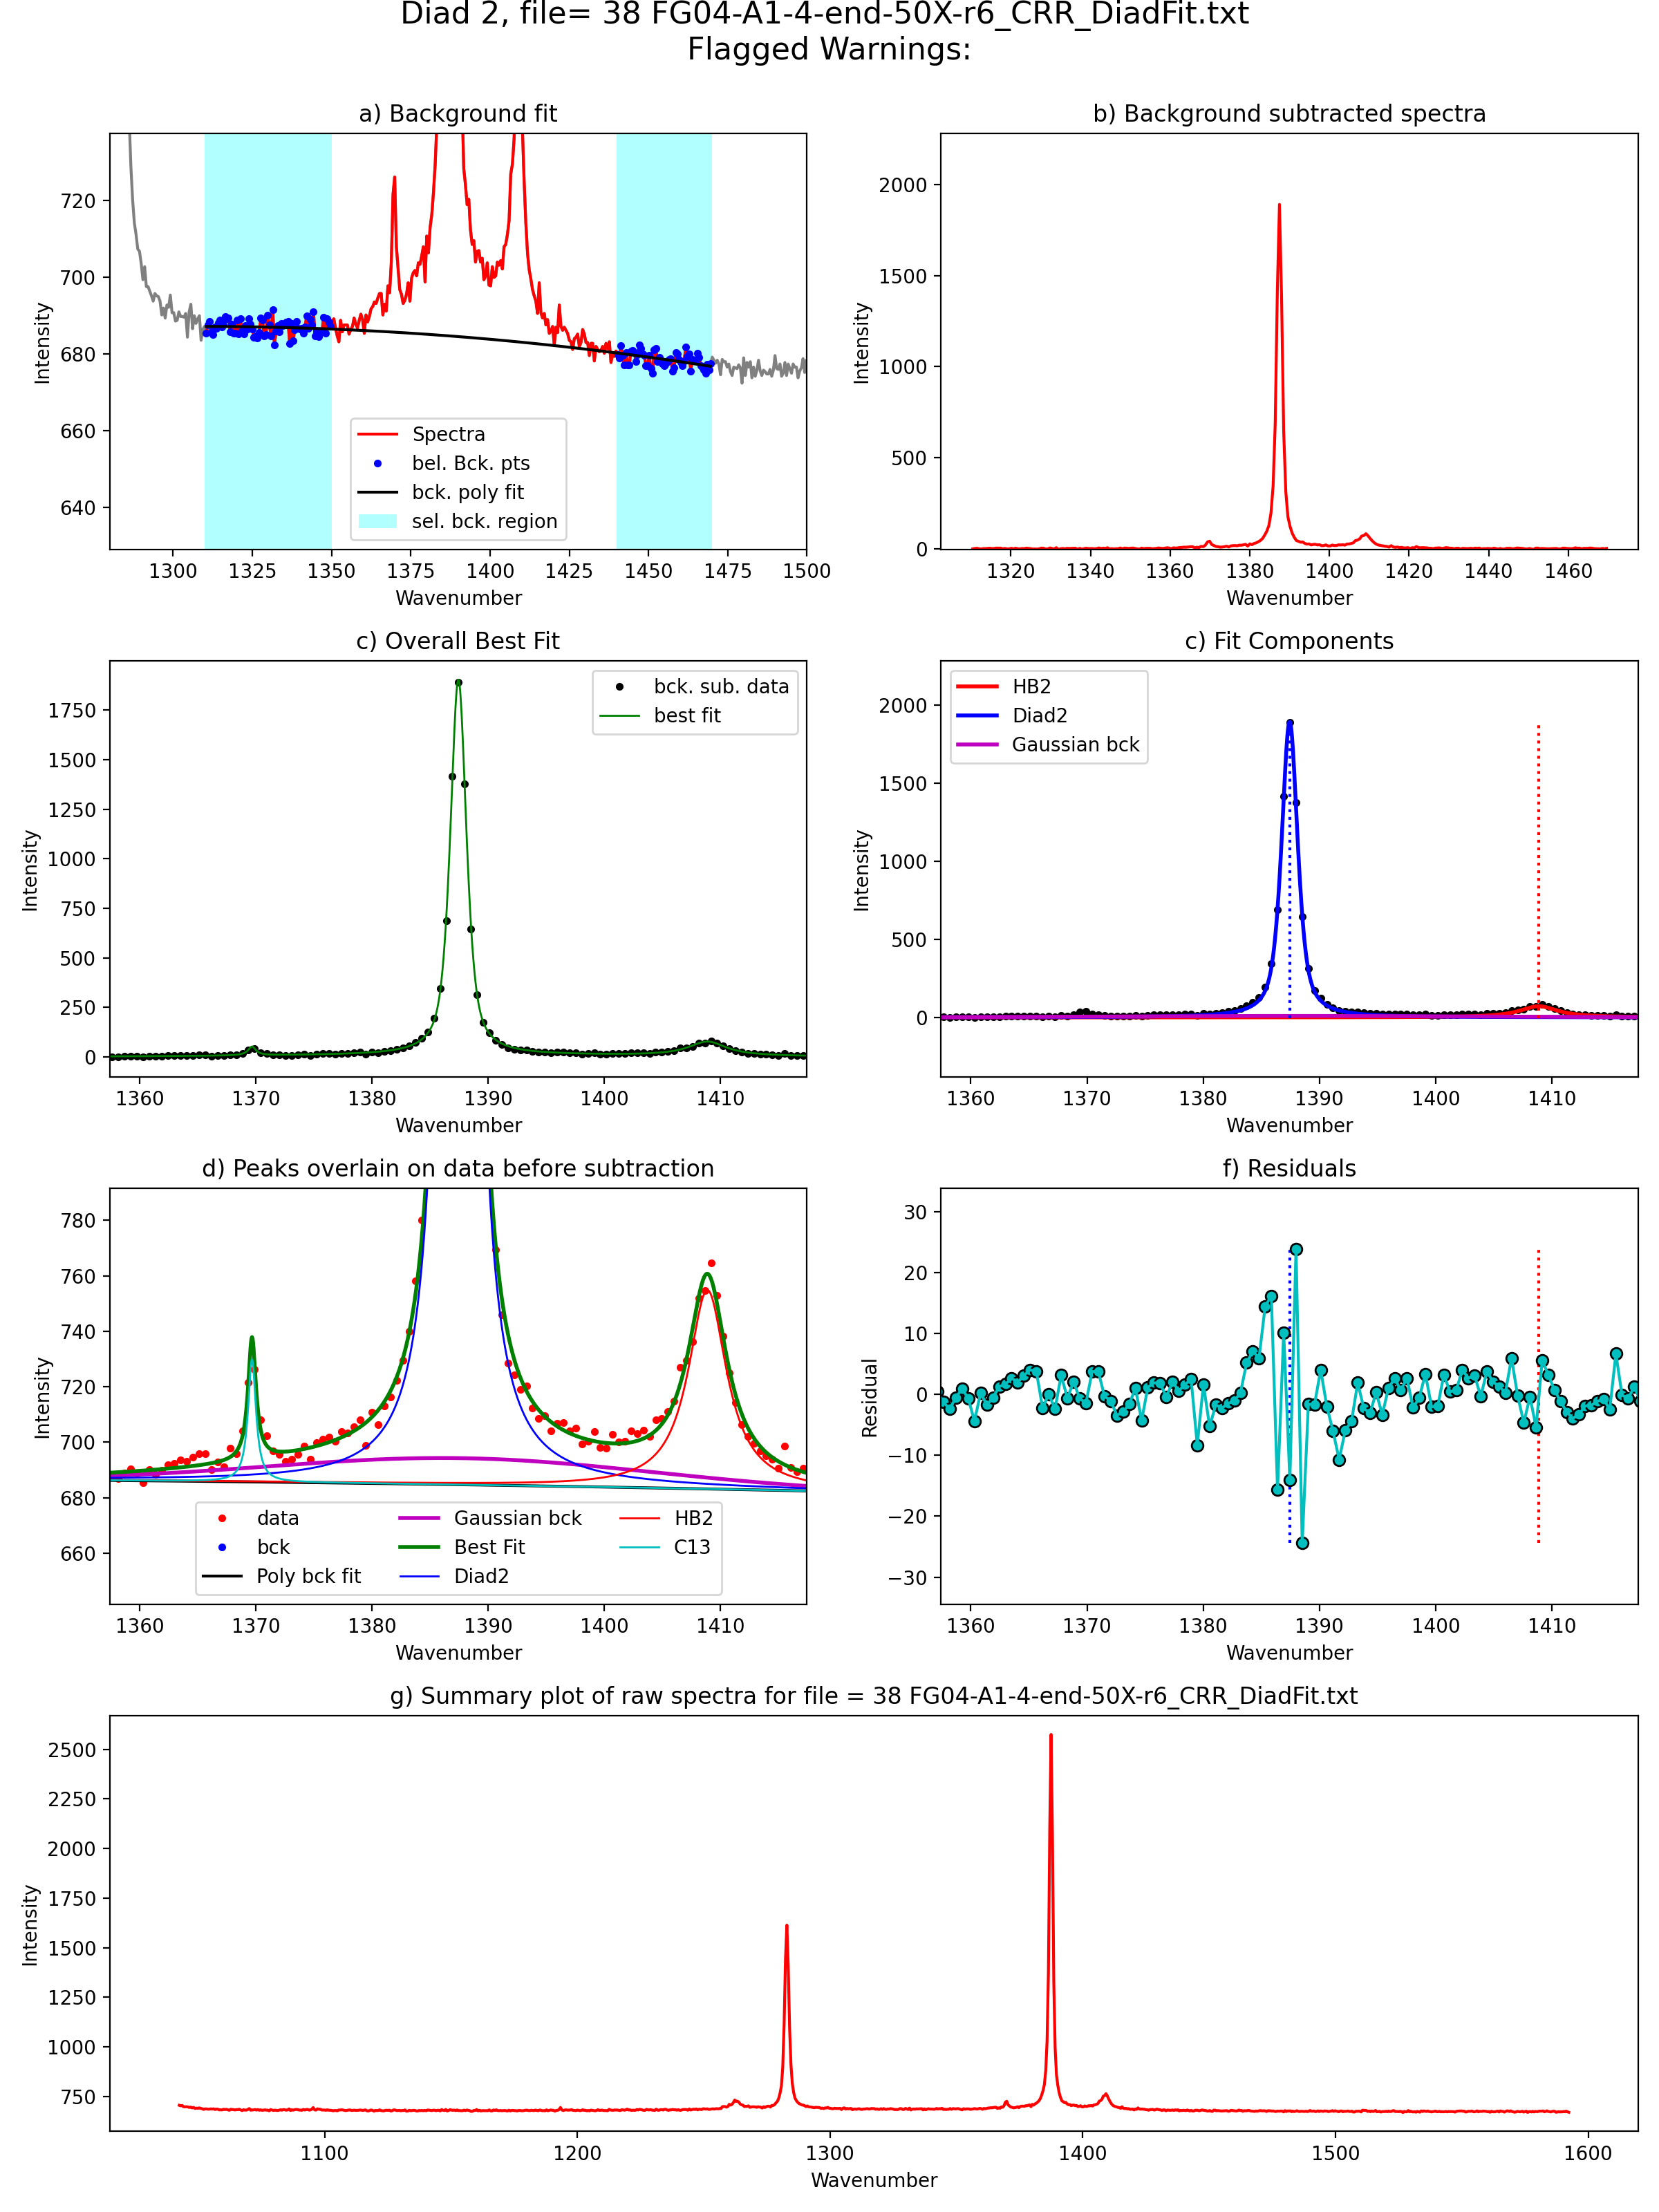 Diad 2, file= 38 FG04-A1-4-end-50X-r6_CRR_DiadFit.txt
Flagged Warnings:
a) Background fit
720
700
680
660
640
Intensity
Spectra
bel. Bck. pts
bck. poly fit
sel. bck. region
1300 1325 1350 1375 1400 1425 1450 1475 1500
Wavenumber
b) Background subtracted spectra
2000
1500
1000
500
0
Intensity
1320 1340 1360 1380 1400 1420 1440 1460
Wavenumber
c) Overall Best Fit
1750
1500
1250
1000
750
500
250
0
Intensity
bck. sub. data
best fit
1360 1370 1380 1390 1400 1410
Wavenumber
c) Fit Components
2000
1500
1000
500
0
Intensity
HB2
Diad2
Gaussian bck
1360 1370 1380 1390 1400 1410
Wavenumber
d) Peaks overlain on data before subtraction
780
760
740
720
700
680
660
Intensity
data
bck
Poly bck fit
Gaussian bck
Best Fit
Diad2
HB2
C13
1360 1370 1380 1390 1400 1410
Wavenumber
f) Residuals
30
20
10
0
−10
−20
−30
Residual
1360 1370 1380 1390 1400 1410
Wavenumber
g) Summary plot of raw spectra for file = 38 FG04-A1-4-end-50X-r6_CRR_DiadFit.txt
2500
2250
2000
1750
1500
1250
1000
750
Intensity
1100 1200 1300 1400 1500 1600
Wavenumber